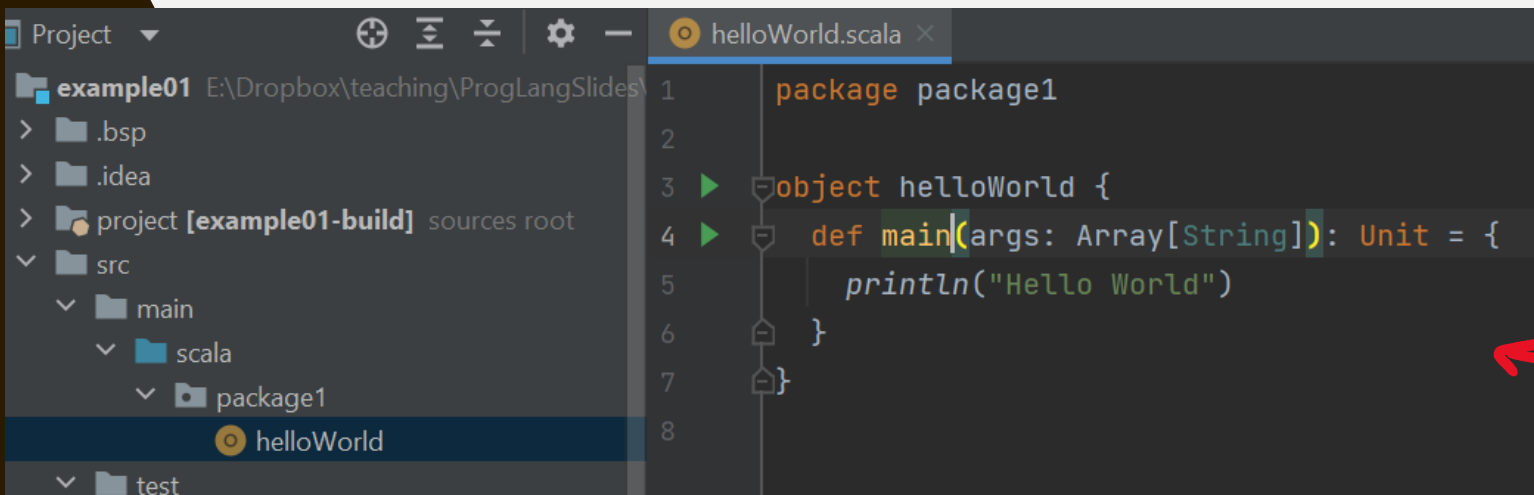 Project
example01 E:\Dropbox\teaching\ProgLangSlides\
.bsp
.idea
project [example01-build] sources root
src
main
scala
package1
helloWorld
test
helloWorld.scala
1 package package1
2
3 object helloWorld {
4 def main(args: Array[String]): Unit = {
5 println("Hello World")
6 }
7 }
8